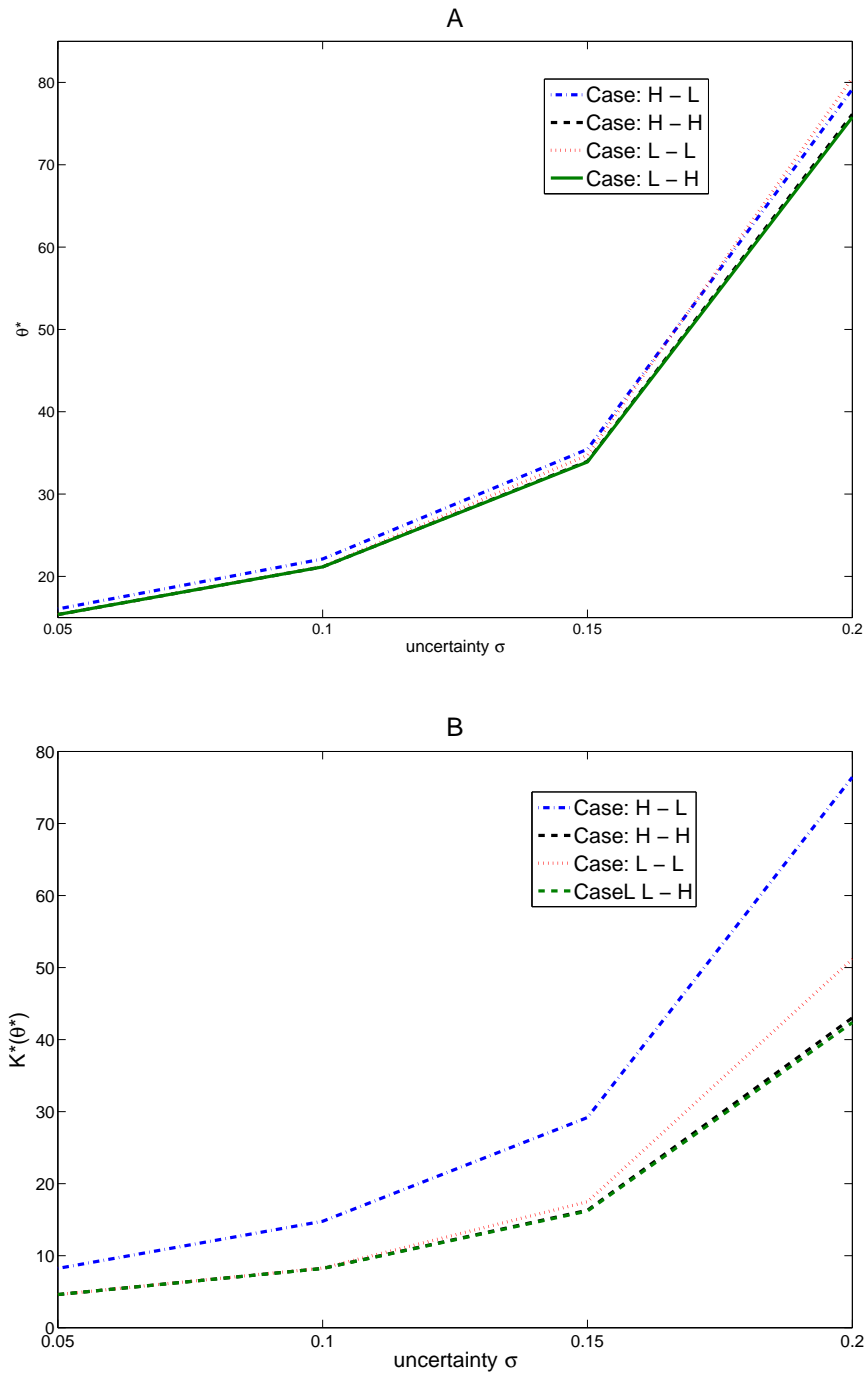 A
80
70
60
50
40
30
20
θ*
0.05
0.1
0.15
0.2
uncertainty σ
Case: H − L
Case: H − H
Case: L − L
Case: L − H
B
80
70
60
50
40
30
20
10
0
K*(θ*)
0.05
0.1
0.15
0.2
uncertainty σ
Case: H − L
Case: H − H
Case: L − L
CaseL L − H